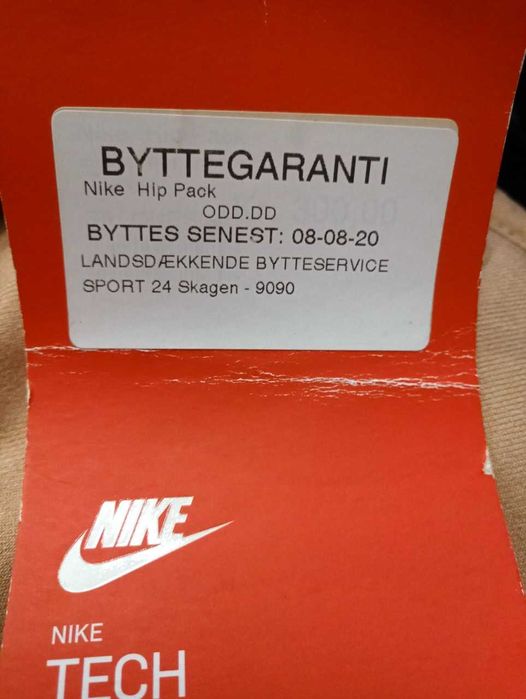 BYTTEGARANTI
Nike Hip Pack
ODD.DD
BYTTES SENEST: 08-08-20
LANDSDÆKKENDE BYTTESERVICE
SPORT 24 Skagen - 9090
NIKE
NIKE
TECH